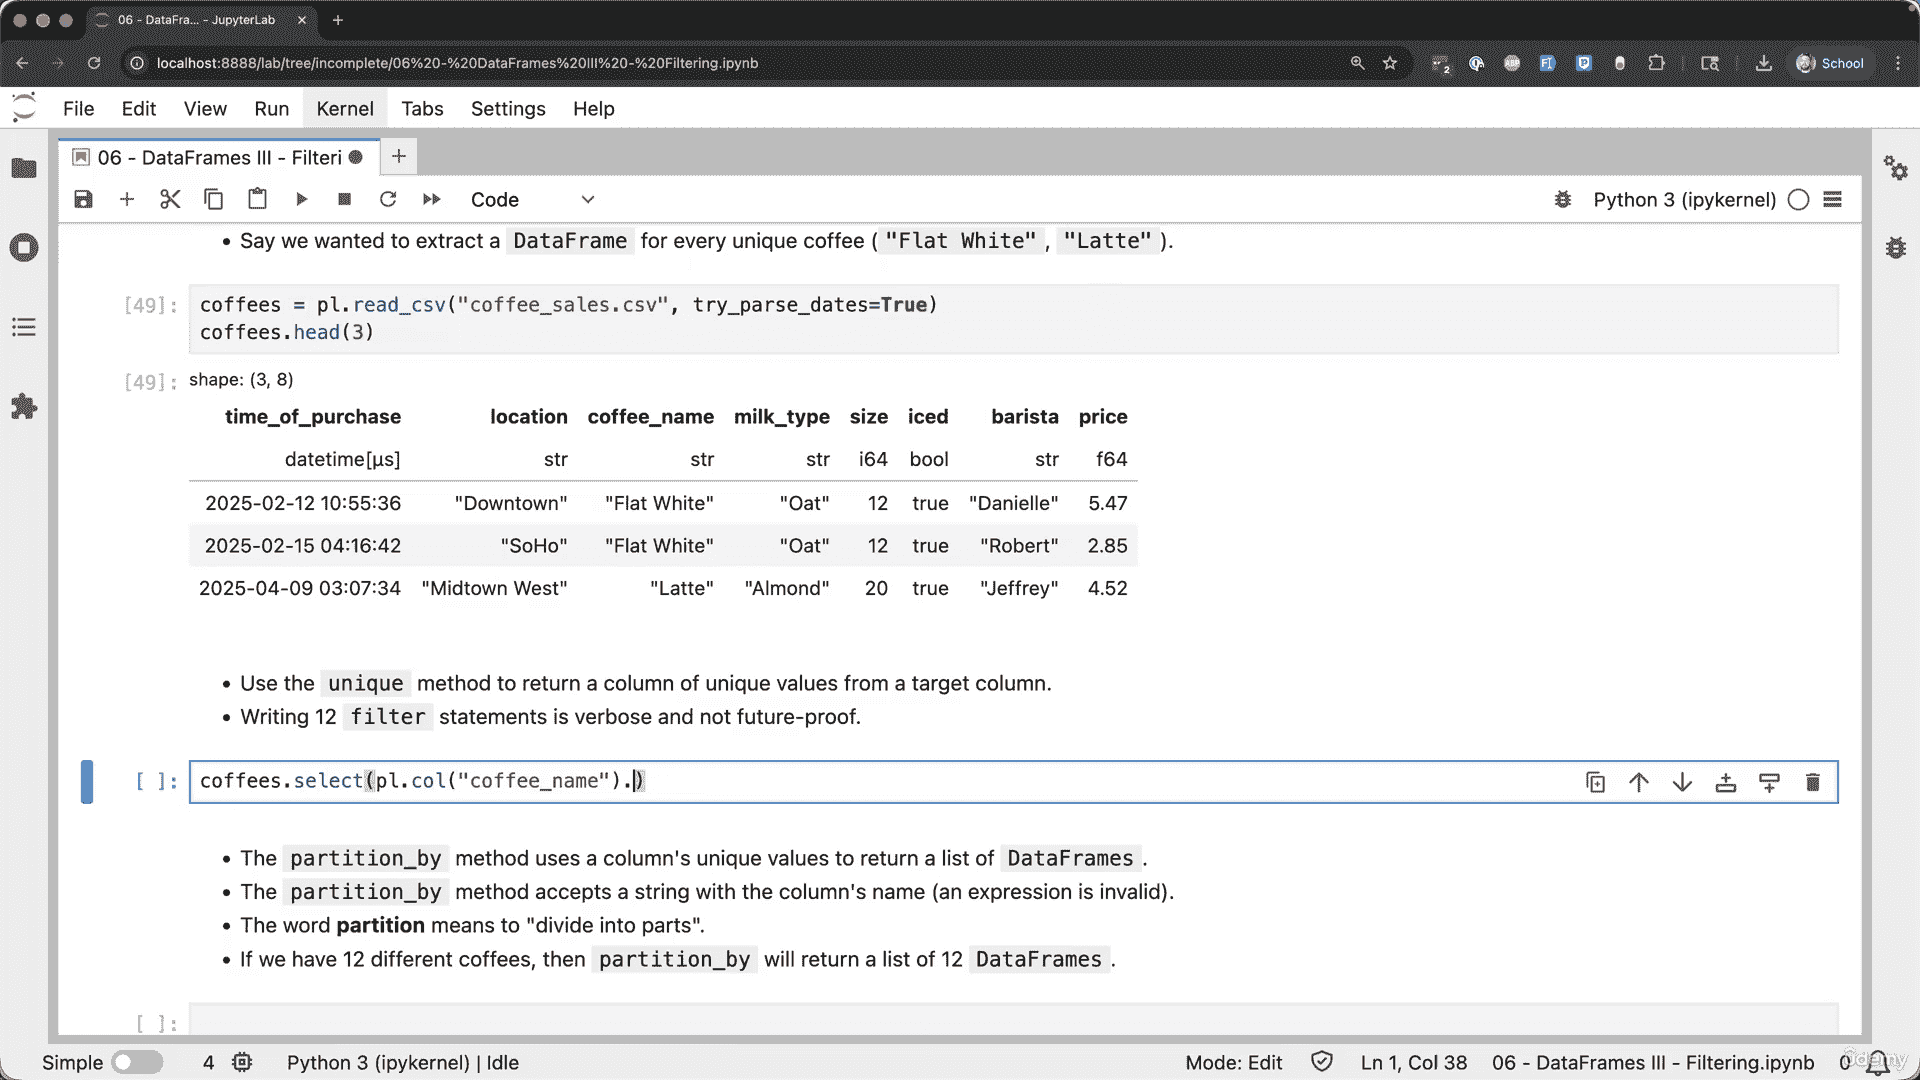 06 - DataFra... - JupyterLab
localhost:8888/lab/tree/incomplete/06%20-%20DataFrames%20III%20-%20Filtering.ipynb
2
ABP
School
File Edit View Run Kernel Tabs Settings Help
06 - DataFrames III - Filteri
Code
Python 3 (ipykernel)
• Say we wanted to extract a DataFrame for every unique coffee ( "Flat White" , "Latte" ).
[49]: coffees = pl.read_csv("coffee_sales.csv", try_parse_dates=True)
coffees.head(3)
[49]: shape: (3, 8)
time_of_purchase location coffee_name milk_type size iced barista price
datetime[μs] str str str i64 bool str f64
2025-02-12 10:55:36 "Downtown" "Flat White" "Oat" 12 true "Danielle" 5.47
2025-02-15 04:16:42 "SoHo" "Flat White" "Oat" 12 true "Robert" 2.85
2025-04-09 03:07:34 "Midtown West" "Latte" "Almond" 20 true "Jeffrey" 4.52
• Use the unique method to return a column of unique values from a target column.
• Writing 12 filter statements is verbose and not future-proof.
[ ]: coffees.select(pl.col("coffee_name").)
• The partition_by method uses a column's unique values to return a list of DataFrames .
• The partition_by method accepts a string with the column's name (an expression is invalid).
• The word partition means to "divide into parts".
• If we have 12 different coffees, then partition_by will return a list of 12 DataFrames .
[ ]:
Simple 4 Python 3 (ipykernel) | Idle Mode: Edit Ln 1, Col 38 06 - DataFrames III - Filtering.ipynb 0
udemy